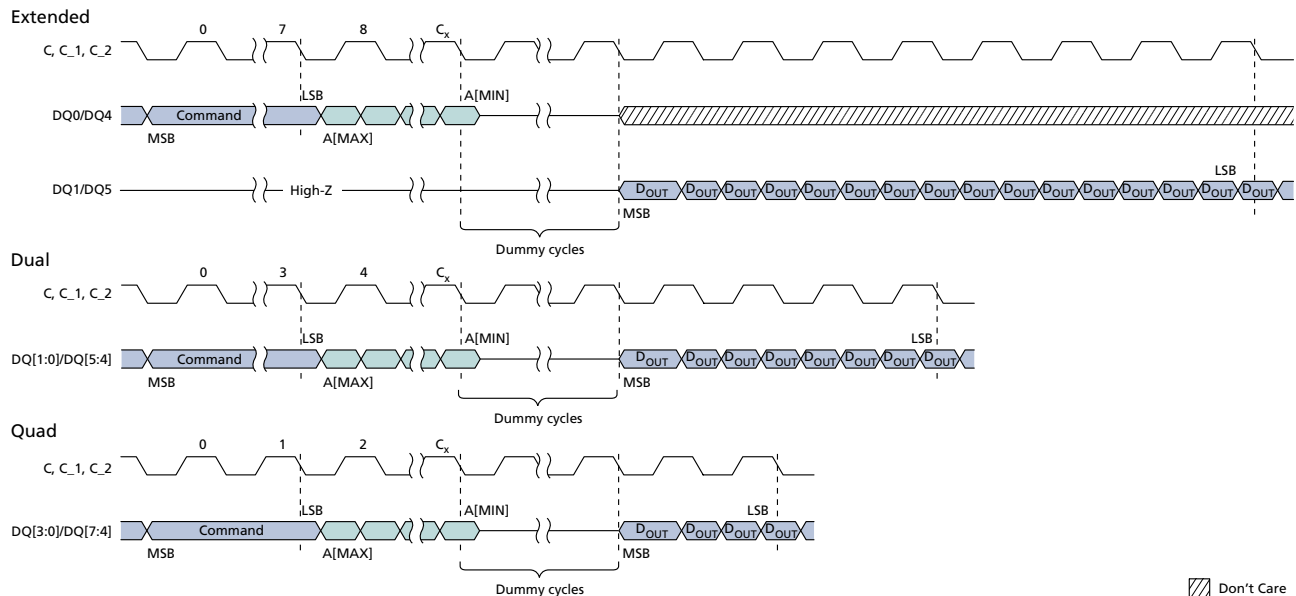 Extended
0 7 8 Cx
C, C_1, C_2
LSB A[MIN]
DQ0/DQ4 Command
MSB A[MAX]
LSB
DQ1/DQ5 High-Z DOUT DOUT DOUT DOUT DOUT DOUT DOUT DOUT DOUT DOUT DOUT DOUT DOUT DOUT DOUT DOUT
MSB
Dummy cycles
Dual
0 3 4 Cx
C, C_1, C_2
LSB A[MIN] LSB
DQ[1:0]/DQ[5:4] Command DOUT DOUT DOUT DOUT DOUT DOUT DOUT DOUT
MSB A[MAX] MSB
Dummy cycles
Quad
0 1 2 Cx
C, C_1, C_2
LSB A[MIN] LSB
DQ[3:0]/DQ[7:4] Command DOUT DOUT DOUT DOUT
MSB A[MAX] MSB
Dummy cycles
Don't Care